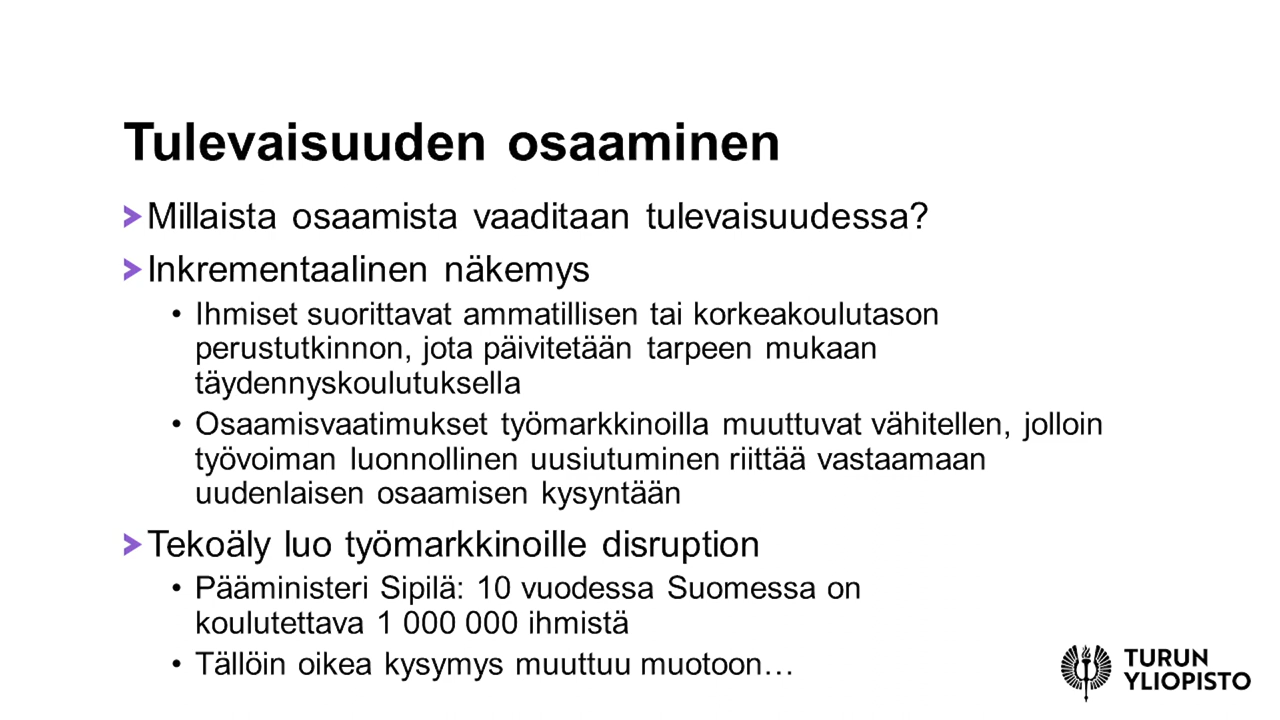 Tulevaisuuden osaaminen
> Millaista osaamista vaaditaan tulevaisuudessa?
> Inkrementaalinen näkemys
• Ihmiset suorittavat ammatillisen tai korkeakoulutason
perustutkinnon, jota päivitetään tarpeen mukaan
täydennyskoulutuksella
• Osaamisvaatimukset työmarkkinoilla muuttuvat vähitellen, jolloin
työvoiman luonnollinen uusiutuminen riittää vastaamaan
uudenlaisen osaamisen kysyntään
> Tekoäly luo työmarkkinoille disruption
• Pääministeri Sipilä: 10 vuodessa Suomessa on
koulutettava 1 000 000 ihmistä
• Tällöin oikea kysymys muuttuu muotoon…
TURUN
YLIOPISTO